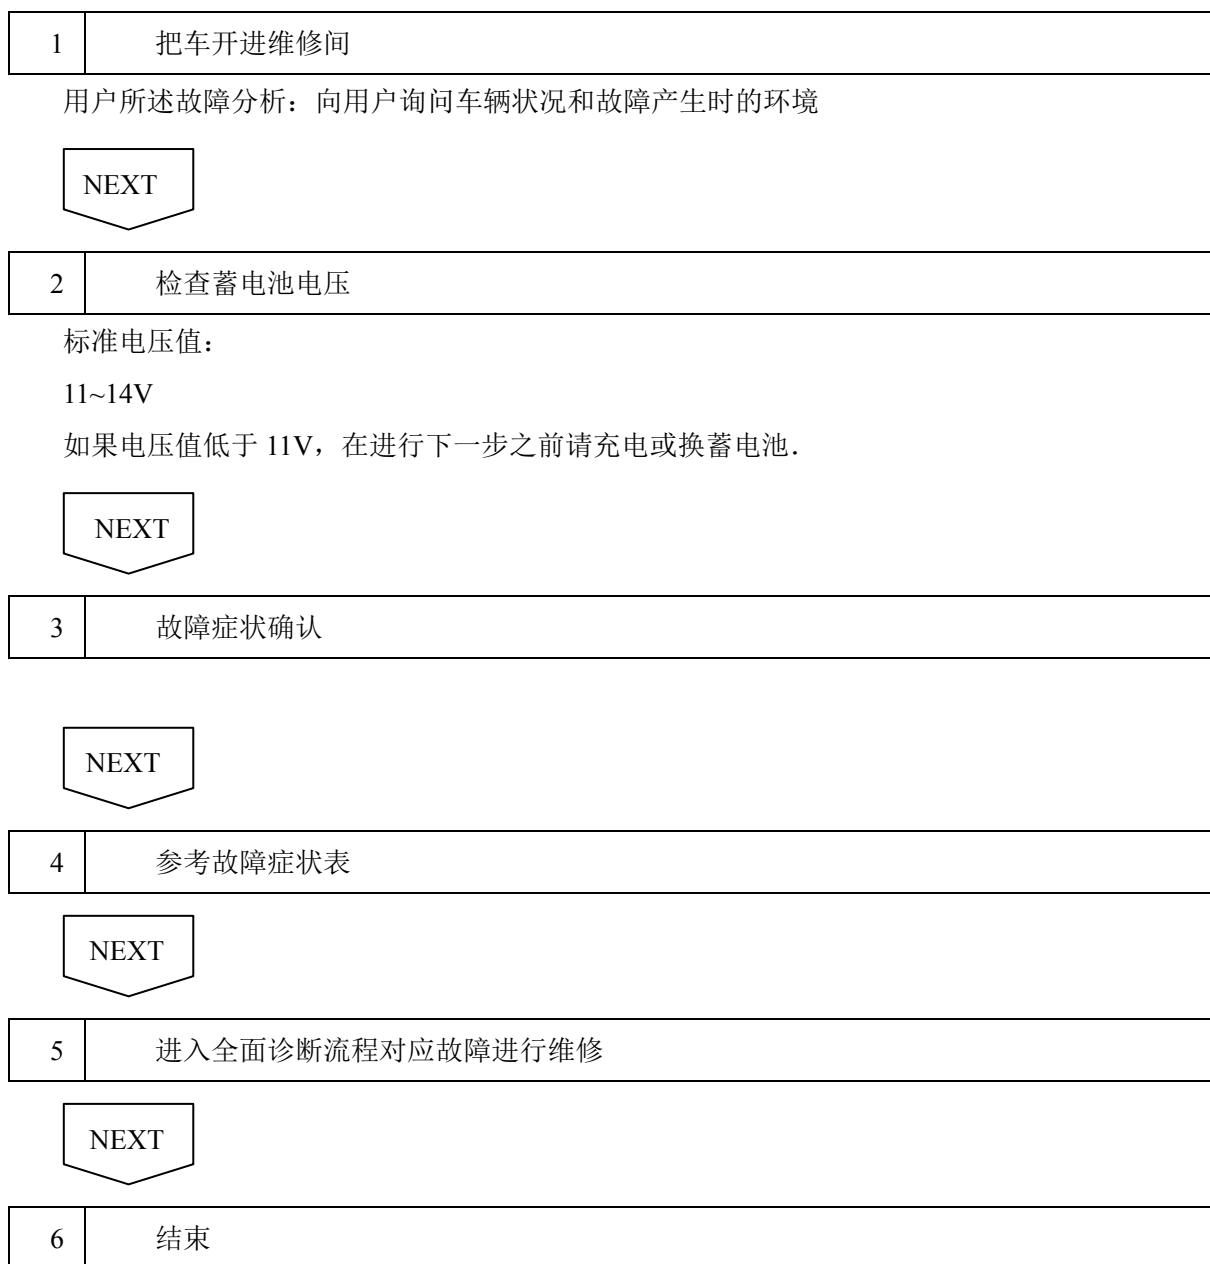 1 把车开进维修间
用户所述故障分析：向用户询问车辆状况和故障产生时的环境
NEXT
2 检查蓄电池电压
标准电压值：
11~14V
如果电压值低于 11V，在进行下一步之前请充电或换蓄电池．
NEXT
3 故障症状确认
NEXT
4 参考故障症状表
NEXT
5 进入全面诊断流程对应故障进行维修
NEXT
6 结束